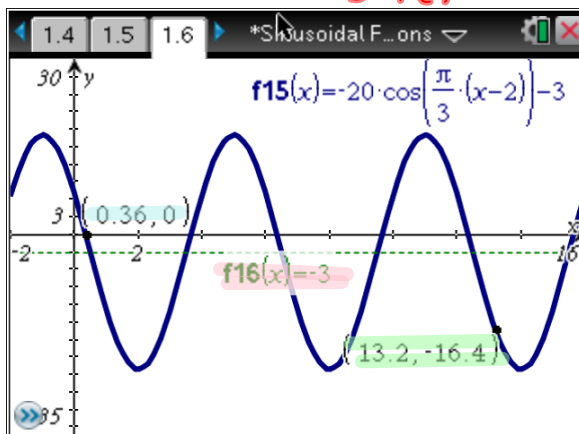 1.4 1.5 1.6 *Sinusoidal F...ons
30 y
f15(x)=-20·cos(π/3·(x-2))-3
3 (0.36,0)
x
-2 2 16
f16(x)=-3
(13.2,-16.4)